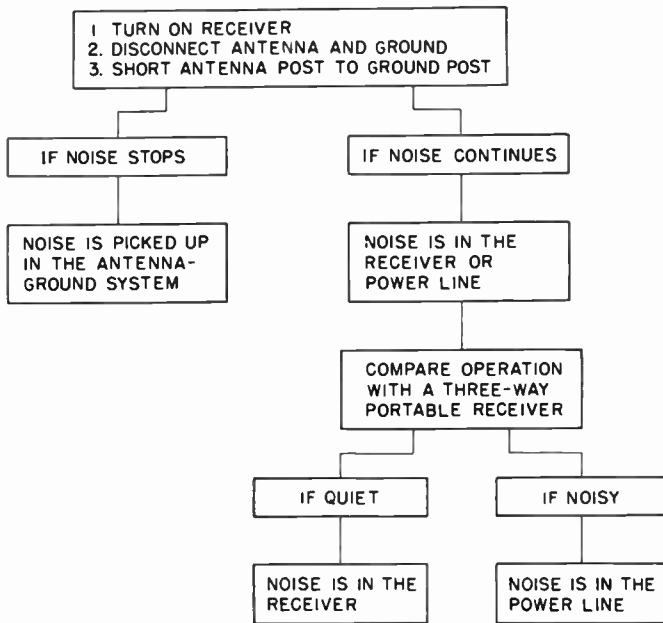 1 TURN ON RECEIVER
2. DISCONNECT ANTENNA AND GROUND
3. SHORT ANTENNA POST TO GROUND POST
IF NOISE STOPS
IF NOISE CONTINUES
NOISE IS PICKED UP
IN THE ANTENNA-
GROUND SYSTEM
NOISE IS IN THE
RECEIVER OR
POWER LINE
COMPARE OPERATION
WITH A THREE-WAY
PORTABLE RECEIVER
IF QUIET
IF NOISY
NOISE IS IN THE
RECEIVER
NOISE IS IN THE
POWER LINE